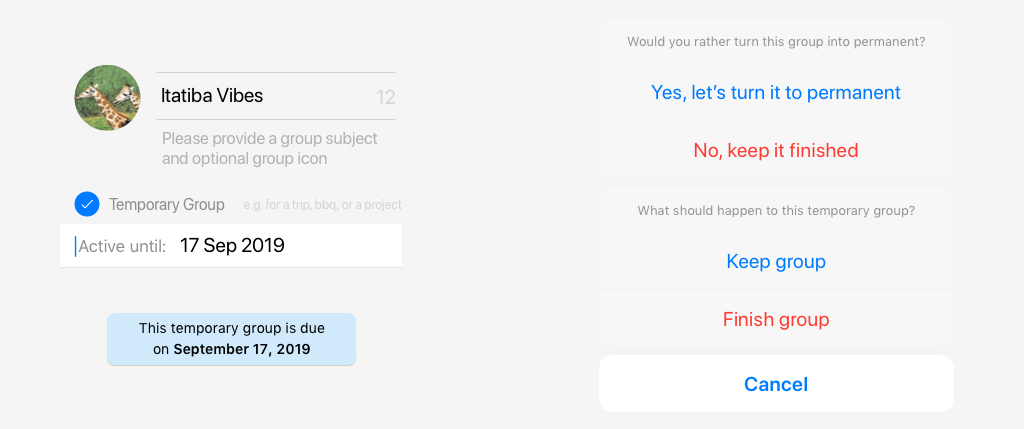 Itatiba Vibes 12
Please provide a group subject
and optional group icon
Temporary Group e.g. for a trip, bbq, or a project
Active until: 17 Sep 2019
This temporary group is due
on September 17, 2019
Would you rather turn this group into permanent?
Yes, let’s turn it to permanent
No, keep it finished
What should happen to this temporary group?
Keep group
Finish group
Cancel